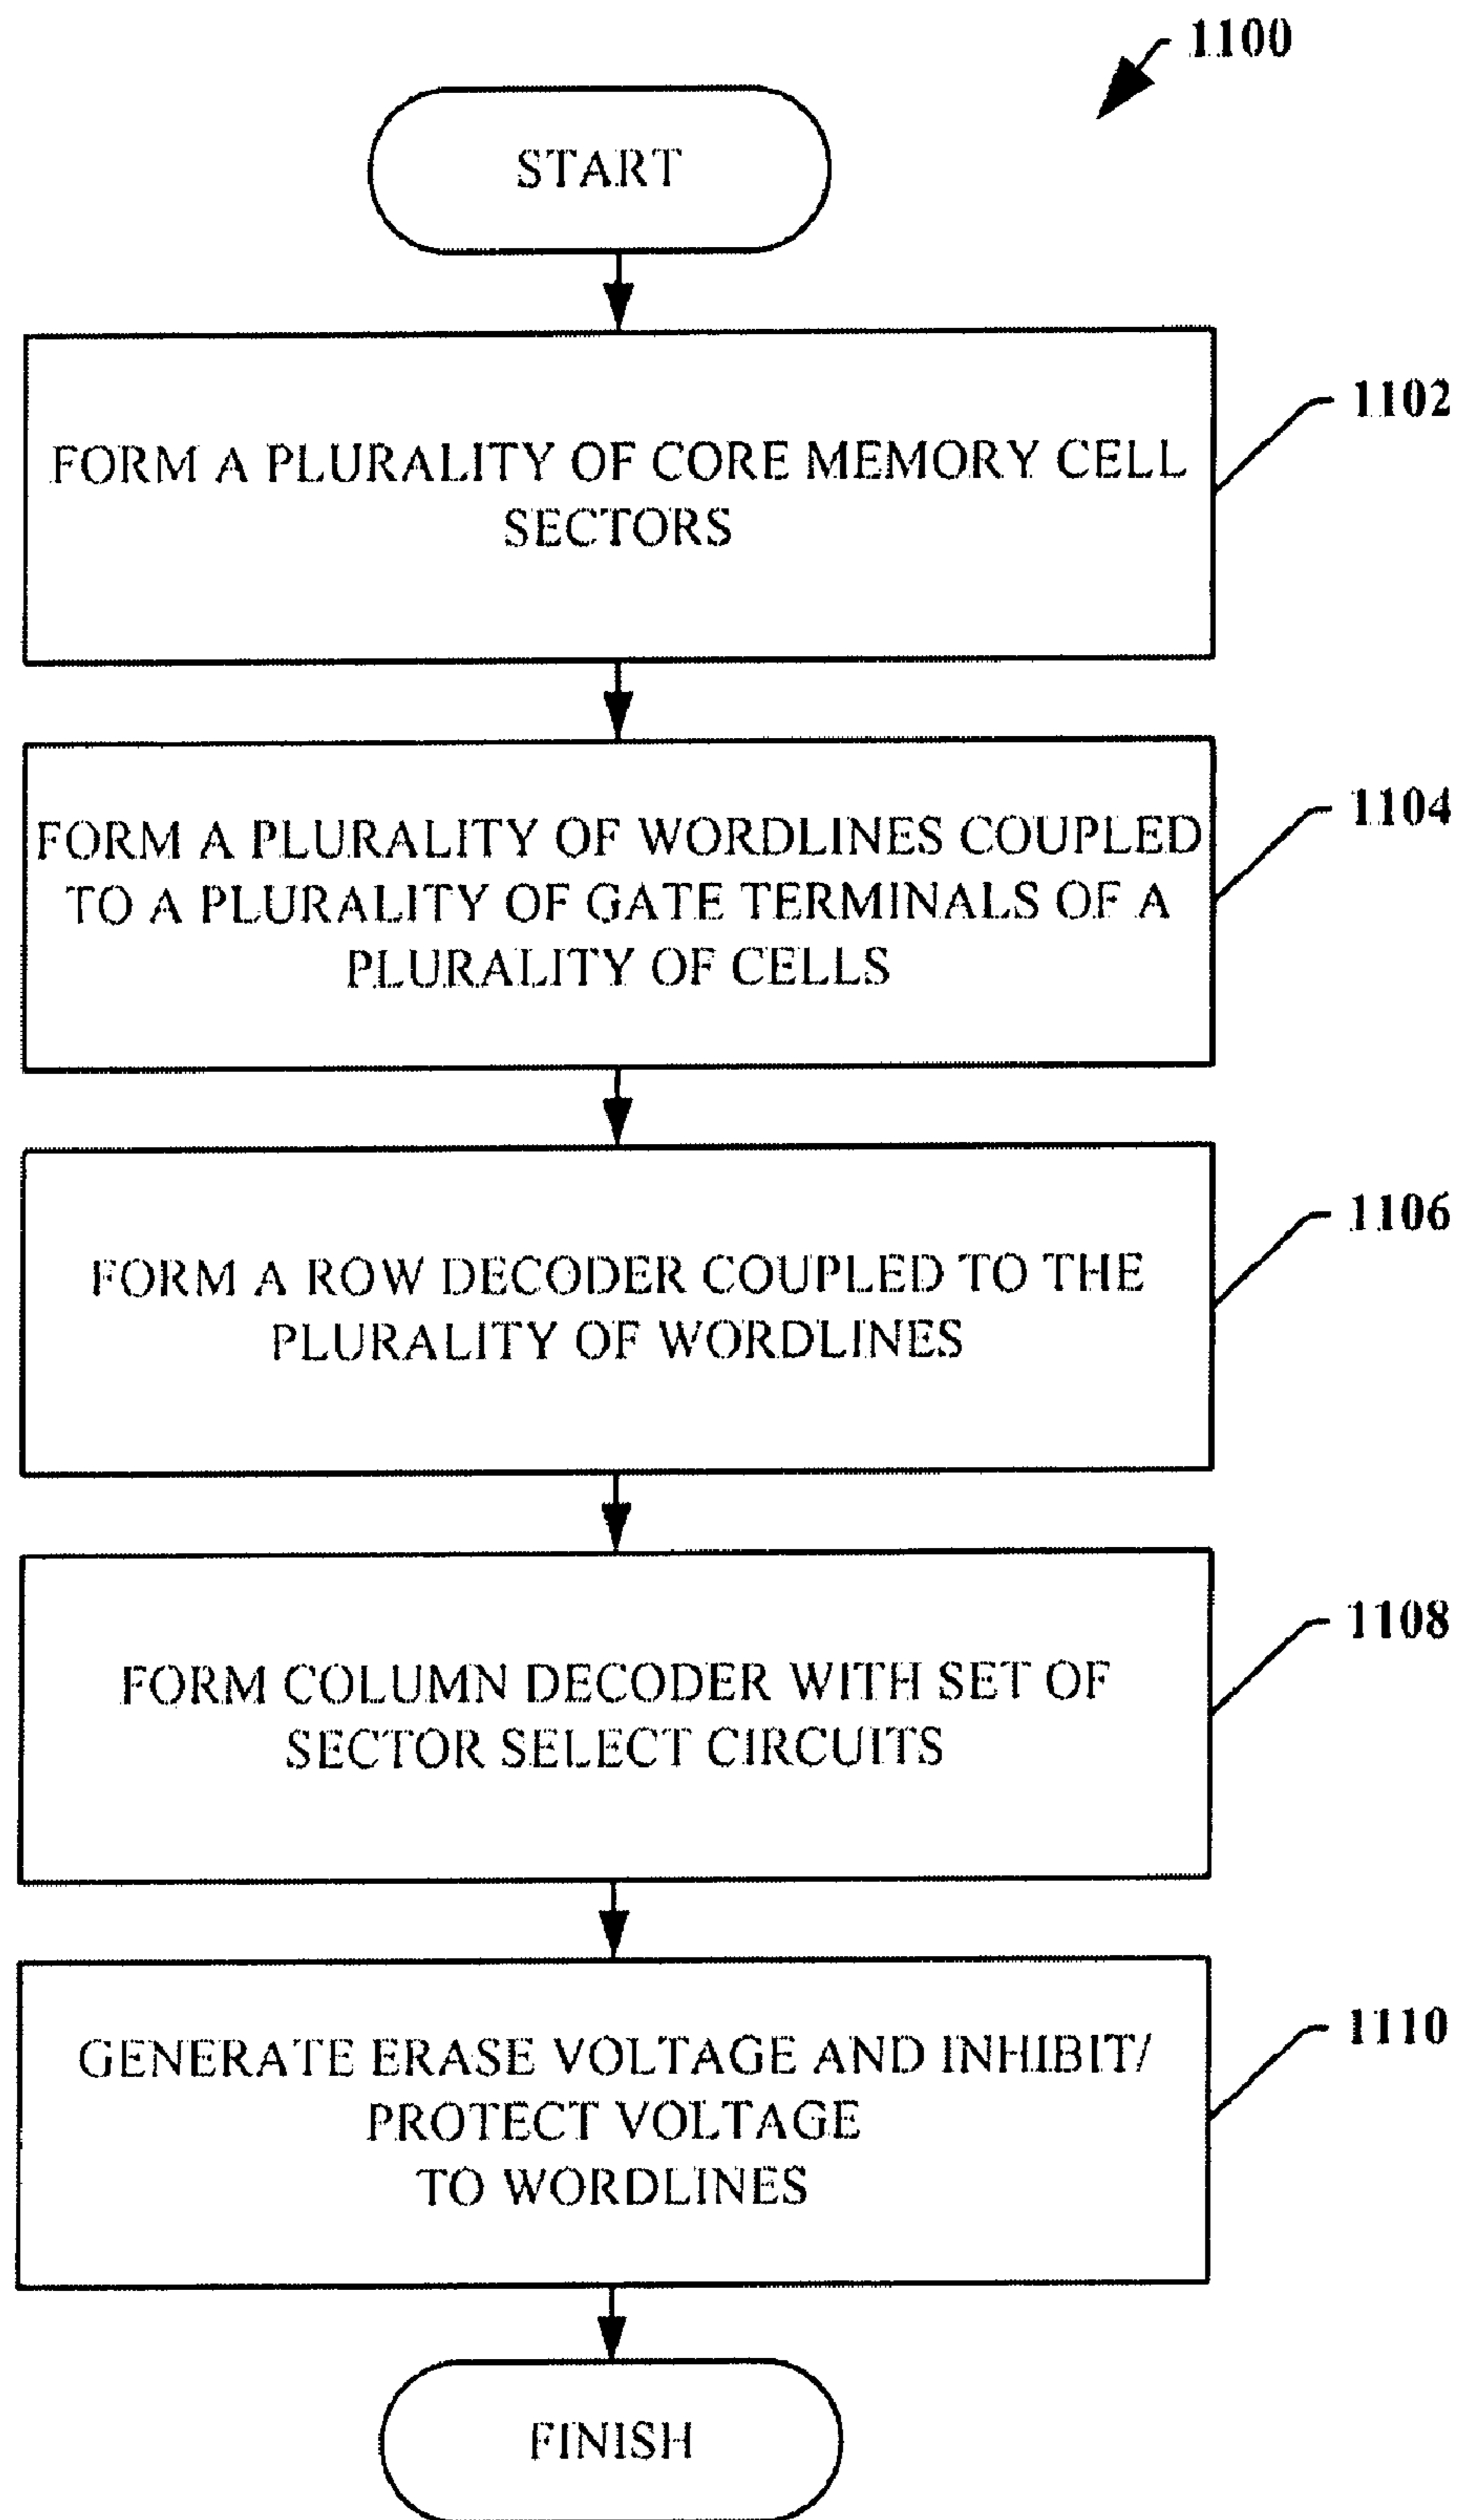 1100
START
FORM A PLURALITY OF CORE MEMORY CELL
SECTORS
1102
FORM A PLURALITY OF WORDLINES COUPLED
TO A PLURALITY OF GATE TERMINALS OF A
PLURALITY OF CELLS
1104
FORM A ROW DECODER COUPLED TO THE
PLURALITY OF WORDLINES
1106
FORM COLUMN DECODER WITH SET OF
SECTOR SELECT CIRCUITS
1108
GENERATE ERASE VOLTAGE AND INHIBIT/
PROTECT VOLTAGE
TO WORDLINES
1110
FINISH